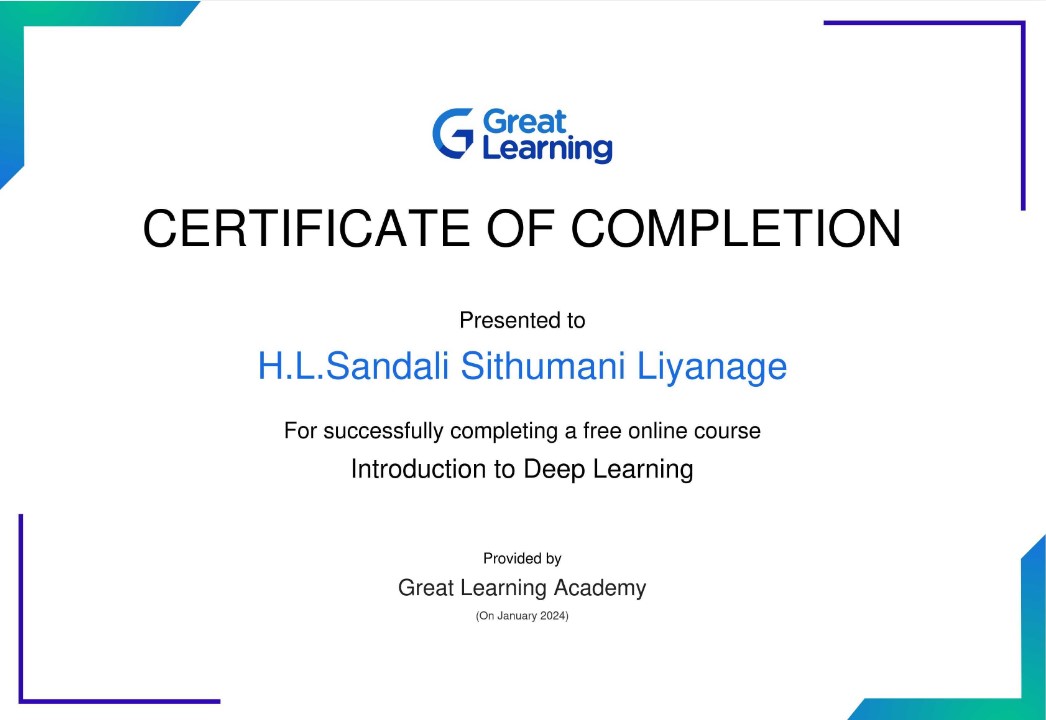 Great
Learning
CERTIFICATE OF COMPLETION
Presented to
H.L.Sandali Sithumani Liyanage
For successfully completing a free online course
Introduction to Deep Learning
Provided by
Great Learning Academy
(On January 2024)